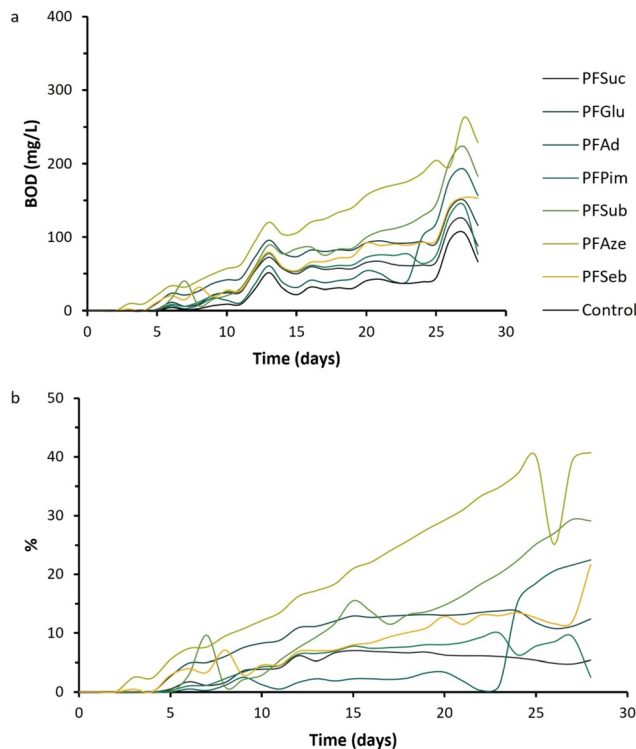 a
400
300
200
100
0
BOD (mg/L)
0 5 10 15 20 25 30
Time (days)
PFSuc
PFGlu
PFAd
PFPim
PFSub
PFAze
PFSeb
Control
b
50
40
30
20
10
0
%
0 5 10 15 20 25 30
Time (days)